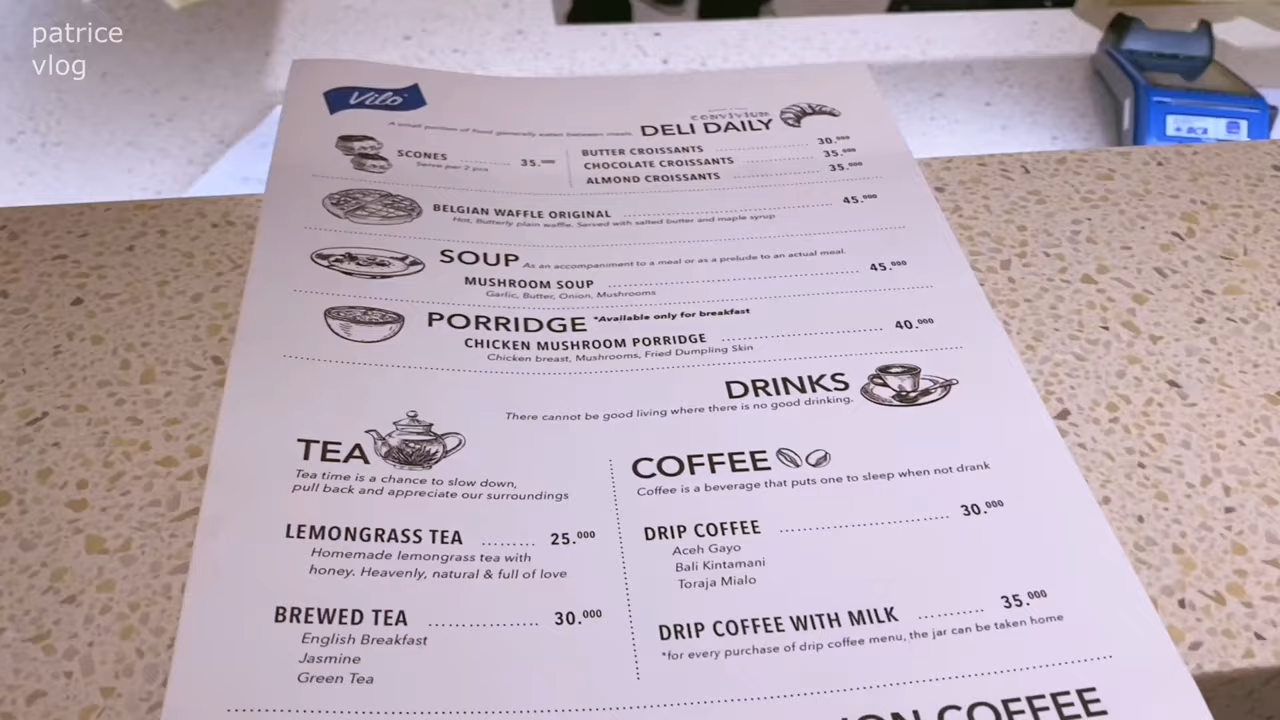 patrice
vlog
Vilo
A small portion of food generally eaten between meals.
CONVIVIUM
DELI DAILY
SCONES .......... 35.000
Serve per 2 pcs
BUTTER CROISSANTS .......... 30.000
CHOCOLATE CROISSANTS .......... 35.000
ALMOND CROISSANTS .......... 35.000
BELGIAN WAFFLE ORIGINAL .......... 45.000
Hot, Butterly plain waffle. Served with salted butter and maple syrup
SOUP As an accompaniment to a meal or as a prelude to an actual meal.
MUSHROOM SOUP .......... 45.000
Garlic, Butter, Onion, Mushrooms
PORRIDGE *Available only for breakfast
CHICKEN MUSHROOM PORRIDGE .......... 40.000
Chicken breast, Mushrooms, Fried Dumpling Skin
DRINKS
There cannot be good living where there is no good drinking.
TEA
Tea time is a chance to slow down,
pull back and appreciate our surroundings
LEMONGRASS TEA ........ 25.000
Homemade lemongrass tea with
honey. Heavenly, natural & full of love
BREWED TEA .......... 30.000
English Breakfast
Jasmine
Green Tea
COFFEE
Coffee is a beverage that puts one to sleep when not drank
DRIP COFFEE .......... 30.000
Aceh Gayo
Bali Kintamani
Toraja Mialo
DRIP COFFEE WITH MILK .......... 35.000
*for every purchase of drip coffee menu, the jar can be taken home
COFFEE
BCA